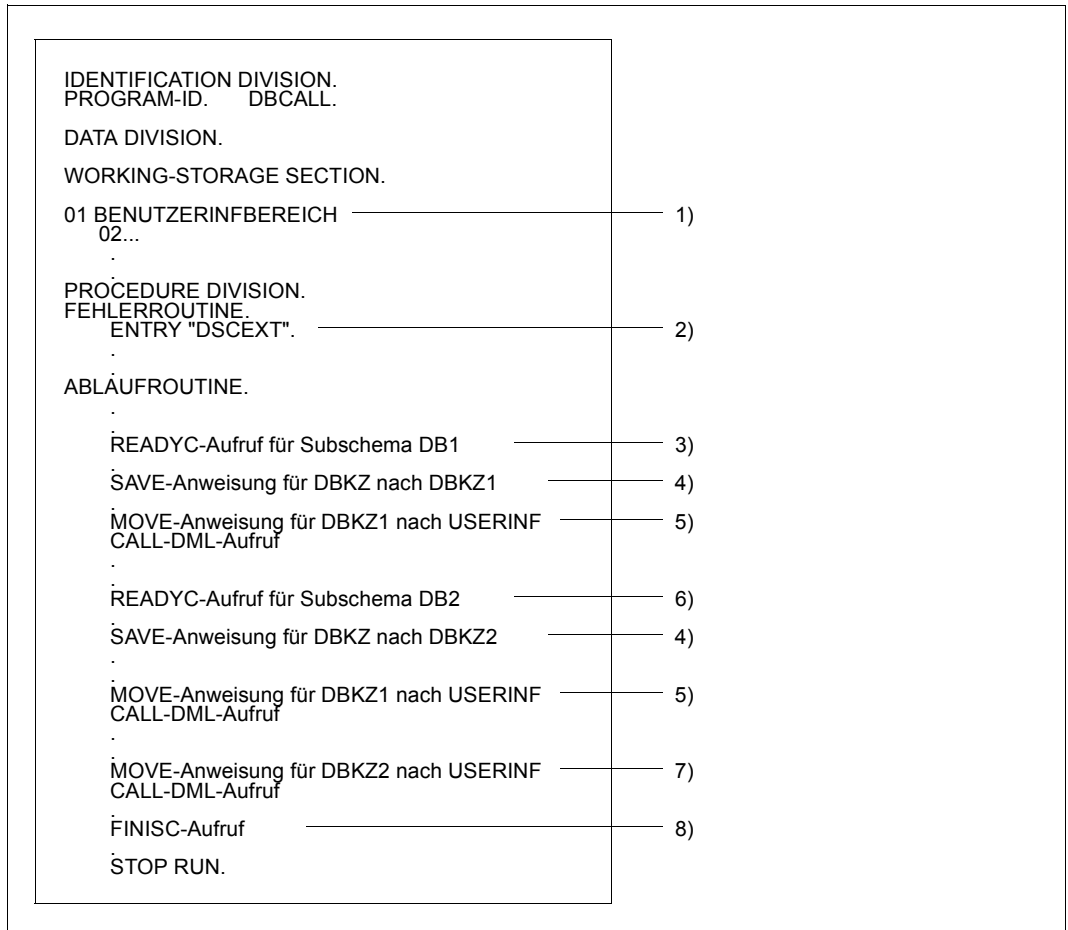 IDENTIFICATION DIVISION.
PROGRAM-ID. DBCALL.
DATA DIVISION.
WORKING-STORAGE SECTION.
01 BENUTZERINFBEREICH 1)
02...
.
.
PROCEDURE DIVISION.
FEHLERROUTINE.
ENTRY "DSCEXT". 2)
.
.
ABLAUFROUTINE.
.
.
READYC-Aufruf für Subschema DB1 3)
.
SAVE-Anweisung für DBKZ nach DBKZ1 4)
.
MOVE-Anweisung für DBKZ1 nach USERINF 5)
CALL-DML-Aufruf
.
.
READYC-Aufruf für Subschema DB2 6)
.
SAVE-Anweisung für DBKZ nach DBKZ2 4)
.
.
MOVE-Anweisung für DBKZ1 nach USERINF 5)
CALL-DML-Aufruf
.
.
MOVE-Anweisung für DBKZ2 nach USERINF 7)
CALL-DML-Aufruf
.
FINISC-Aufruf 8)
.
STOP RUN.